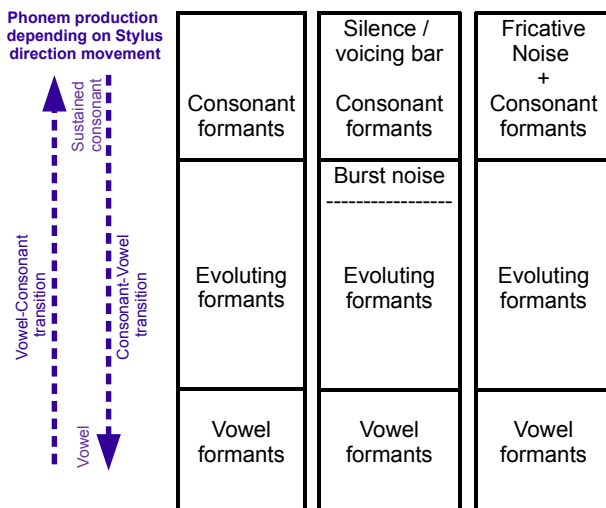 Phonem production
depending on Stylus
direction movement
Sustained
consonant
Vowel-Consonant
transition
Consonant-Vowel
transition
Vowel
Consonant
formants
Evoluting
formants
Vowel
formants
Silence /
voicing bar
Consonant
formants
Burst noise
-----------------
Evoluting
formants
Vowel
formants
Fricative
Noise
+
Consonant
formants
Evoluting
formants
Vowel
formants